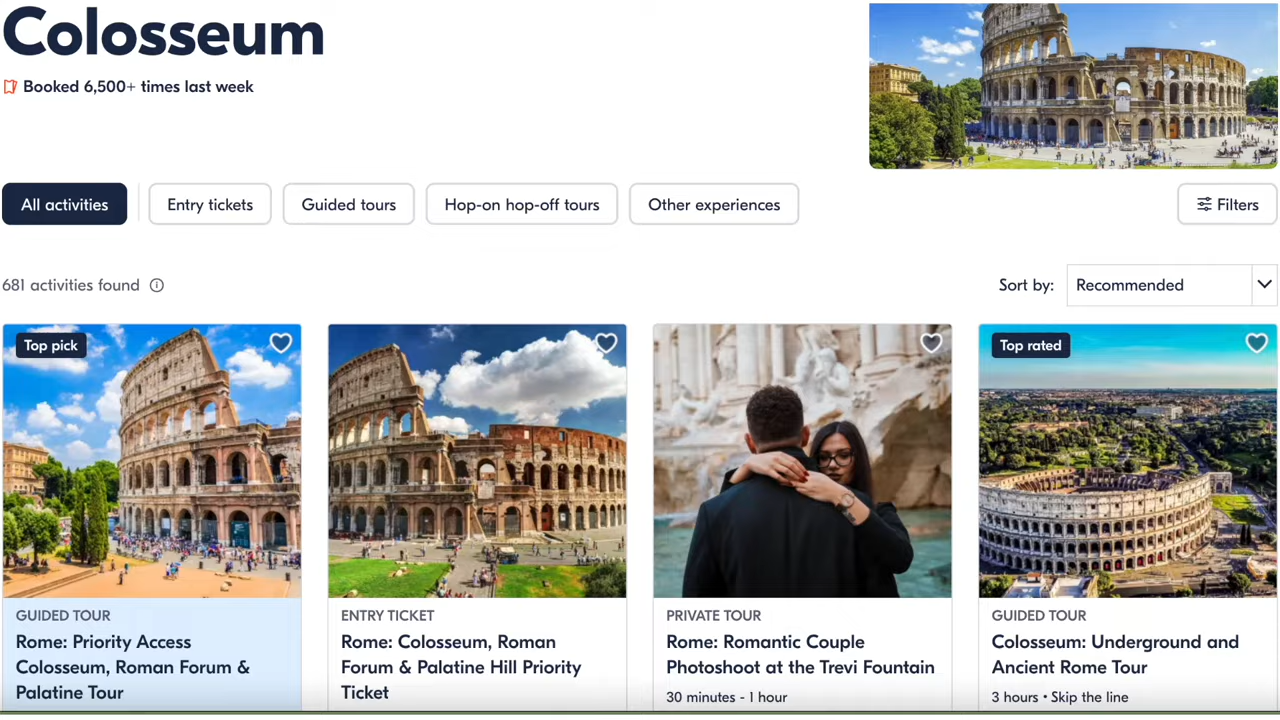 Colosseum
Booked 6,500+ times last week
All activities
Entry tickets
Guided tours
Hop-on hop-off tours
Other experiences
Filters
681 activities found
Sort by:
Recommended
Top pick
GUIDED TOUR
Rome: Priority Access
Colosseum, Roman Forum &
Palatine Tour
ENTRY TICKET
Rome: Colosseum, Roman
Forum & Palatine Hill Priority
Ticket
PRIVATE TOUR
Rome: Romantic Couple
Photoshoot at the Trevi Fountain
30 minutes - 1 hour
Top rated
GUIDED TOUR
Colosseum: Underground and
Ancient Rome Tour
3 hours • Skip the line